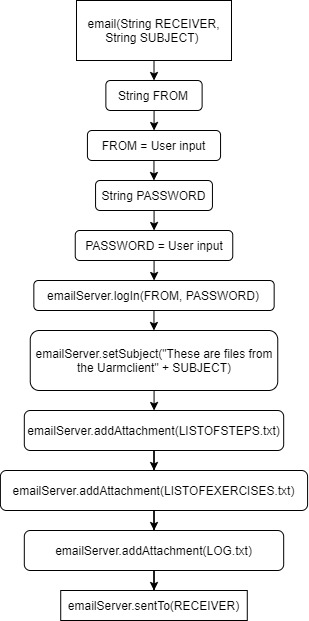 email(String RECEIVER,
String SUBJECT)
String FROM
FROM = User input
String PASSWORD
PASSWORD = User input
emailServer.logIn(FROM, PASSWORD)
emailServer.setSubject("These are files from
the Uarmclient" + SUBJECT)
emailServer.addAttachment(LISTOFSTEPS.txt)
emailServer.addAttachment(LISTOFEXERCISES.txt)
emailServer.addAttachment(LOG.txt)
emailServer.sentTo(RECEIVER)